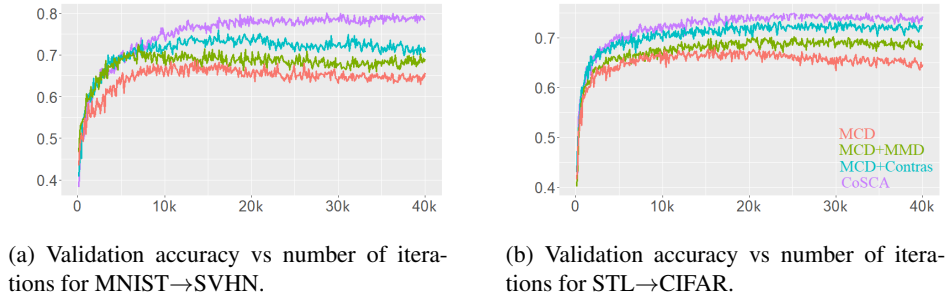 0.8
0.7
0.6
0.5
0.4
0 10k 20k 30k 40k
0.7
0.6
0.5
0.4
0 10k 20k 30k 40k
MCD
MCD+MMD
MCD+Contras
CoSCA
(a) Validation accuracy vs number of itera-
tions for MNIST→SVHN.
(b) Validation accuracy vs number of itera-
tions for STL→CIFAR.